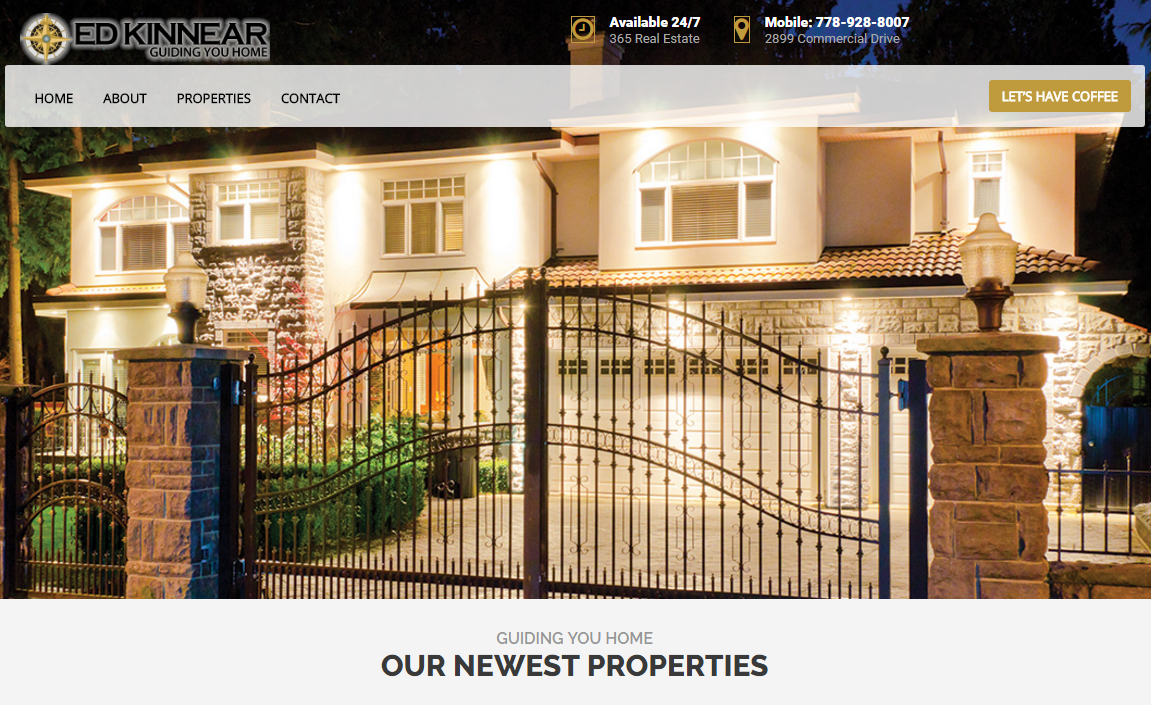 ED KINNEAR
GUIDING YOU HOME
Available 24/7
365 Real Estate
Mobile: 778-928-8007
2899 Commercial Drive
HOME
ABOUT
PROPERTIES
CONTACT
LET'S HAVE COFFEE
GUIDING YOU HOME
OUR NEWEST PROPERTIES